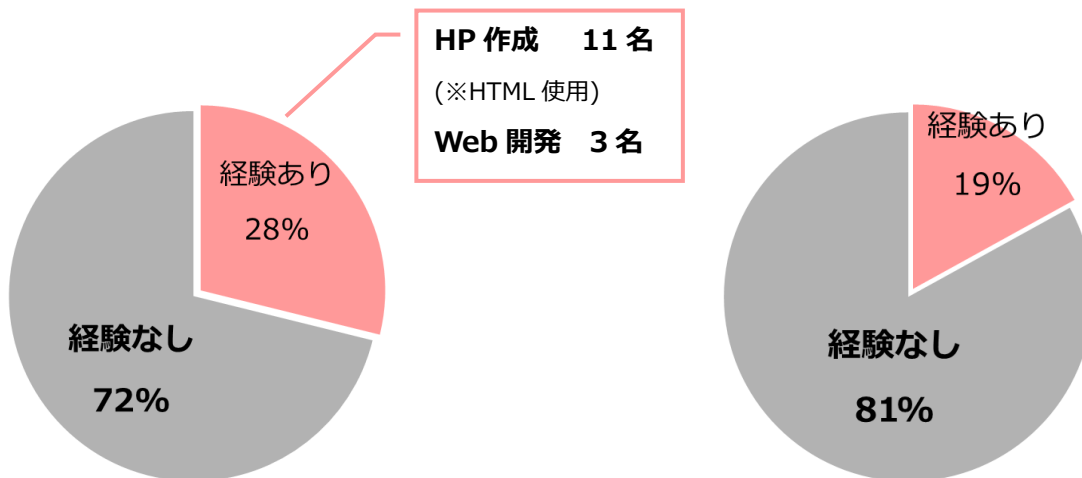 HP 作成 11 名
(※HTML 使用)
Web 開発 3 名
経験あり
28%
経験なし
72%
経験あり
19%
経験なし
81%